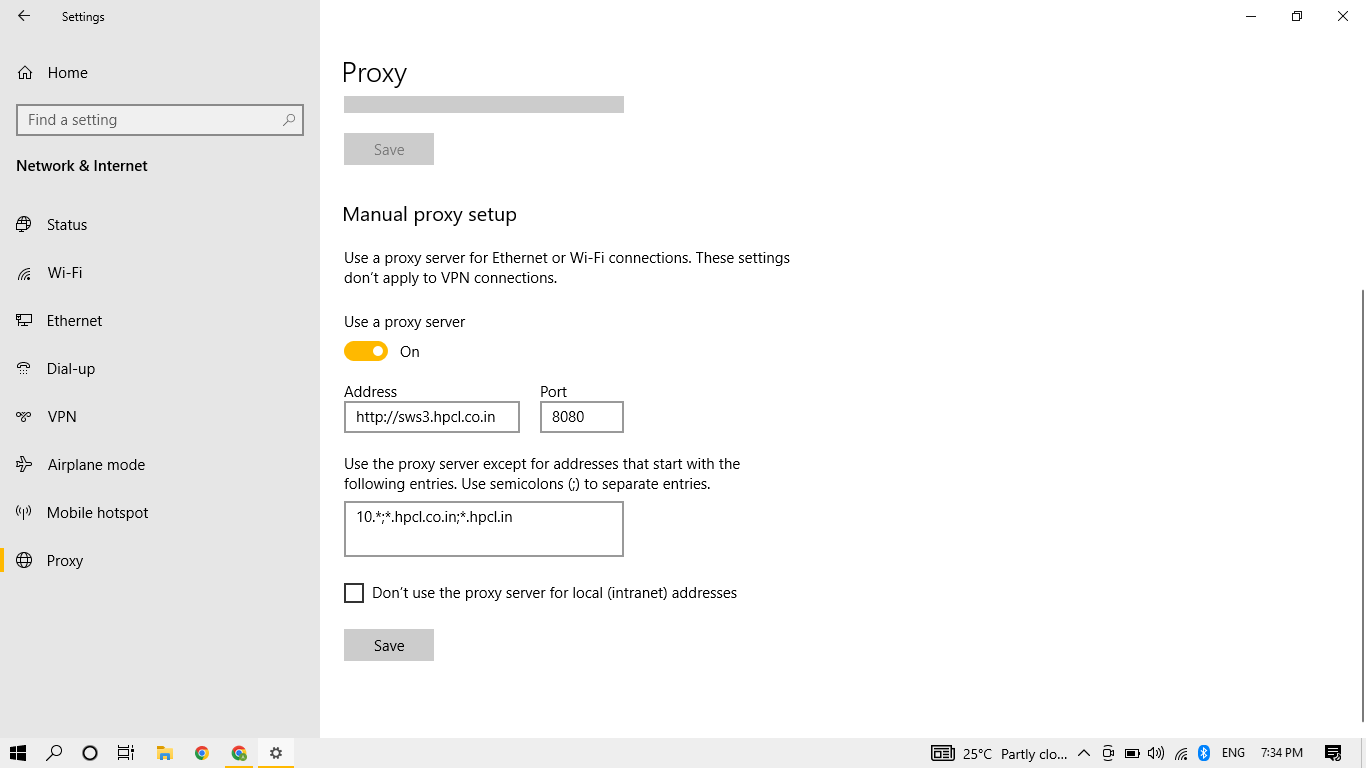 Settings
Home
Find a setting
Network & Internet
Status
Wi-Fi
Ethernet
Dial-up
VPN
Airplane mode
Mobile hotspot
Proxy
Proxy
Save
Manual proxy setup
Use a proxy server for Ethernet or Wi-Fi connections. These settings
don't apply to VPN connections.
Use a proxy server
On
Address Port
http://sws3.hpcl.co.in 8080
Use the proxy server except for addresses that start with the
following entries. Use semicolons (;) to separate entries.
10.*;*.hpcl.co.in;*.hpcl.in
Don't use the proxy server for local (intranet) addresses
Save
25°C Partly clo... ENG 7:34 PM